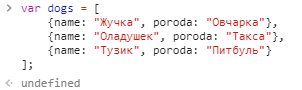 > var dogs = [
    {name: "Жучка", poroda: "Овчарка"},
    {name: "Оладушек", poroda: "Такса"},
    {name: "Тузик", poroda: "Питбуль"}
];
undefined